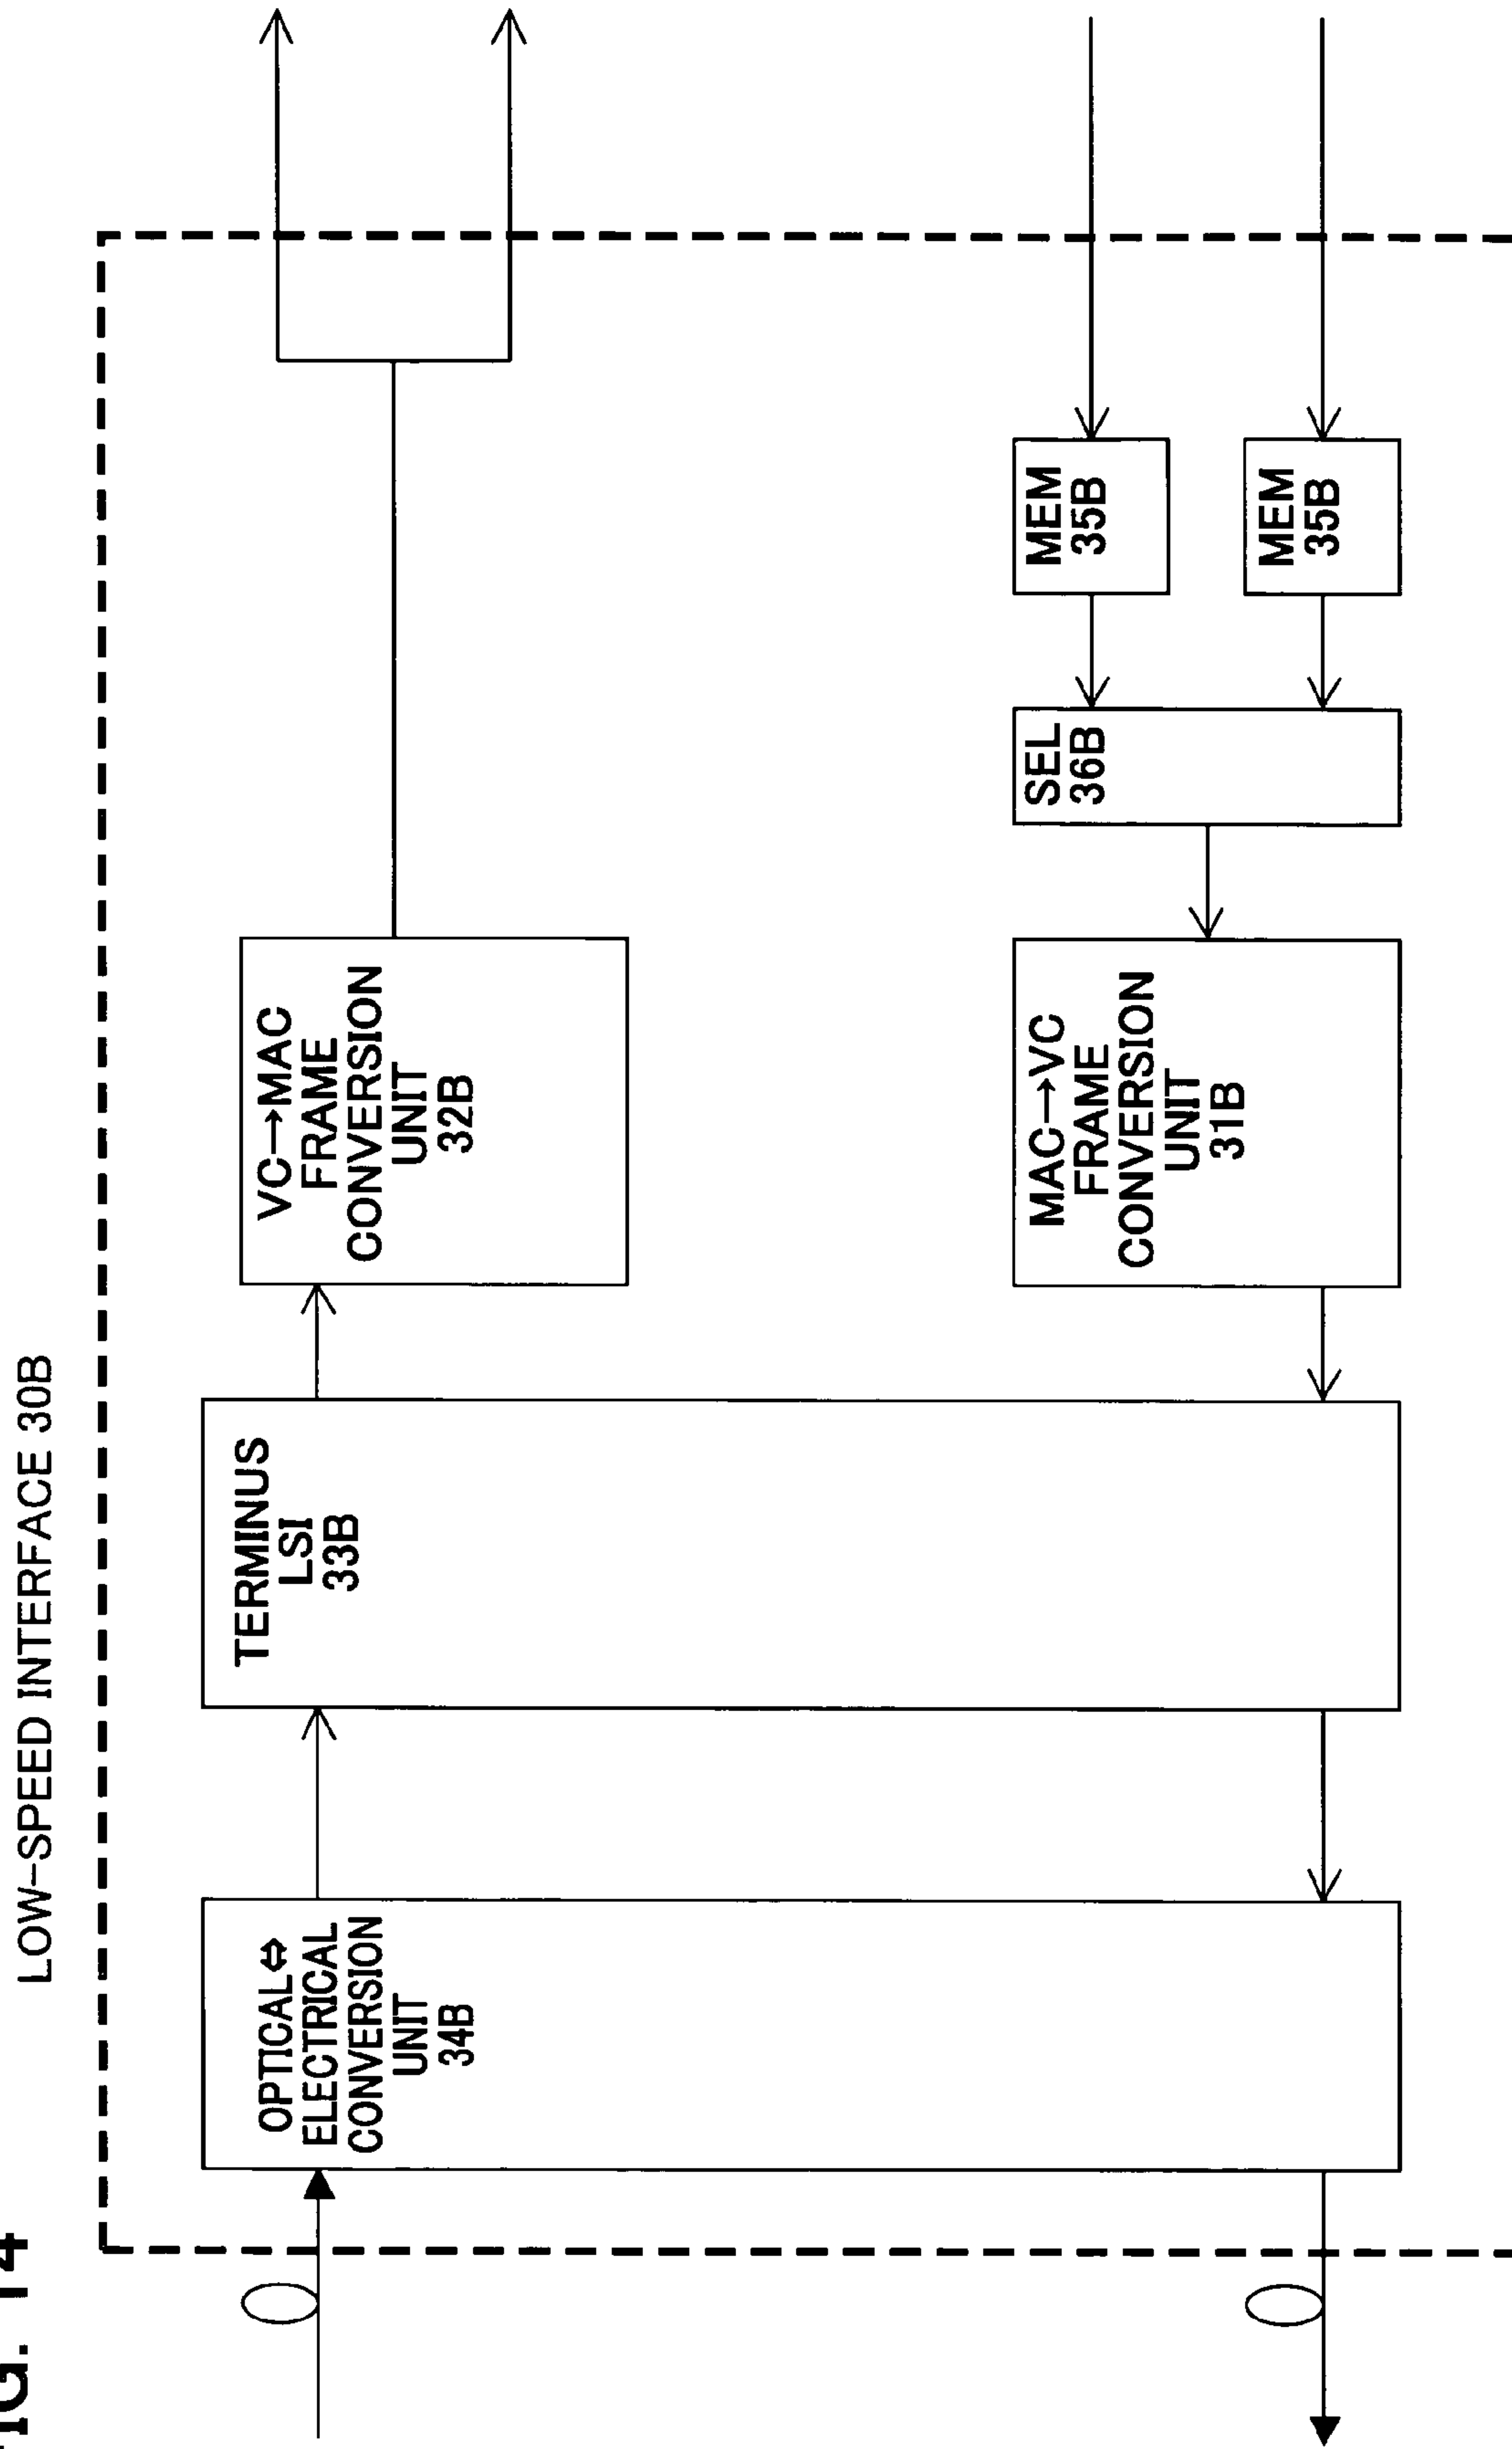 FIG. 14
LOW-SPEED INTERFACE 30B
OPTICAL⇔
ELECTRICAL
CONVERSION
UNIT
34B
TERMINUS
LSI
33B
VC→MAC
FRAME
CONVERSION
UNIT
32B
MAC→VC
FRAME
CONVERSION
UNIT
31B
SEL
36B
MEM
35B
MEM
35B